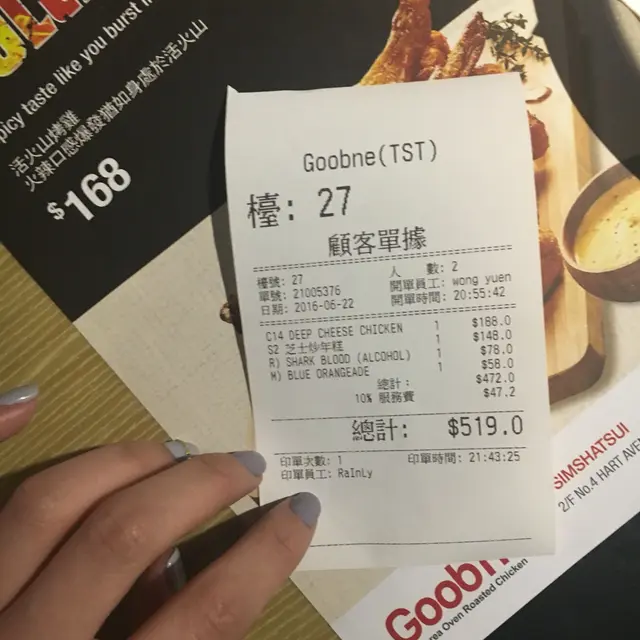 picy taste like you burst in
活火山烤雞
火辣口感爆發猶如身處於活火山
$168
Goobne(TST)
檯: 27
顧客單據
檯號: 27 人 數: 2
單號: 21005376 開單員工: wong yuen
日期: 2016-06-22 開單時間: 20:55:42
C14 DEEP CHEESE CHICKEN 1 $188.0
S2 芝士炒年糕 1 $148.0
R) SHARK BLOOD (ALCOHOL) 1 $78.0
M) BLUE ORANGEADE 1 $58.0
總計: $472.0
10% 服務費 $47.2
總計: $519.0
印單次數: 1 印單時間: 21:43:25
印單員工: RaInLy
SIMSHATSUI
2/F No.4 HART AVEN
Goobn
rea Oven Roasted Chicken